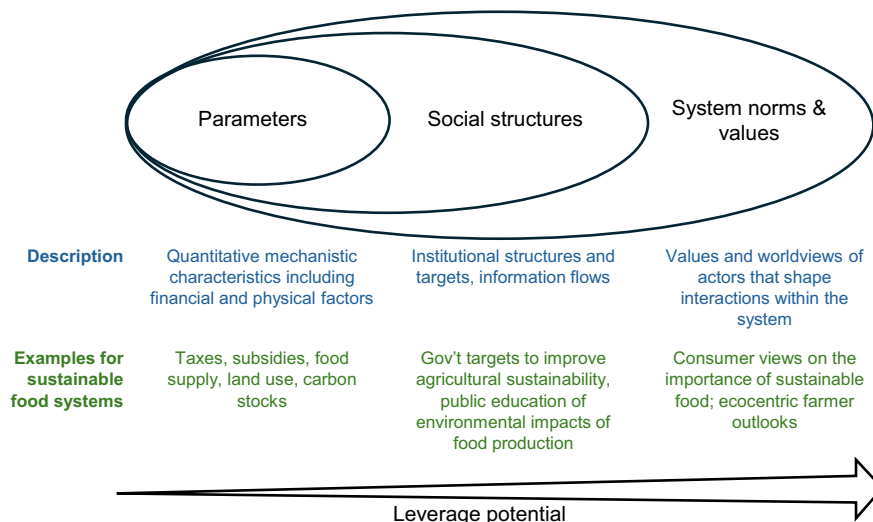 Parameters
Social structures
System norms &
values
Description
Quantitative mechanistic
characteristics including
financial and physical factors
Institutional structures and
targets, information flows
Values and worldviews of
actors that shape
interactions within the
system
Examples for
sustainable
food systems
Taxes, subsidies, food
supply, land use, carbon
stocks
Gov't targets to improve
agricultural sustainability,
public education of
environmental impacts of
food production
Consumer views on the
importance of sustainable
food; ecocentric farmer
outlooks
Leverage potential